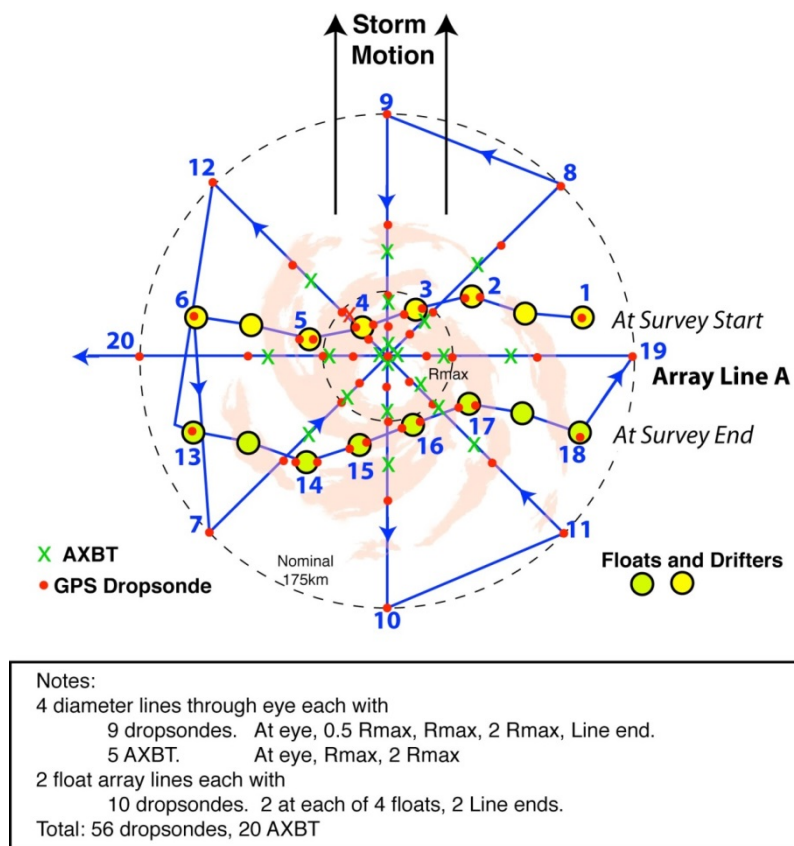 Storm
Motion
9
8
12
6
5
4
3
2
1
At Survey Start
20
19
Rmax
Array Line A
At Survey End
13
14
15
16
17
18
7
11
X AXBT
GPS Dropsonde
Nominal
175km
10
Floats and Drifters
Notes:
4 diameter lines through eye each with
9 dropsondes. At eye, 0.5 Rmax, Rmax, 2 Rmax, Line end.
5 AXBT. At eye, Rmax, 2 Rmax
2 float array lines each with
10 dropsondes. 2 at each of 4 floats, 2 Line ends.
Total: 56 dropsondes, 20 AXBT